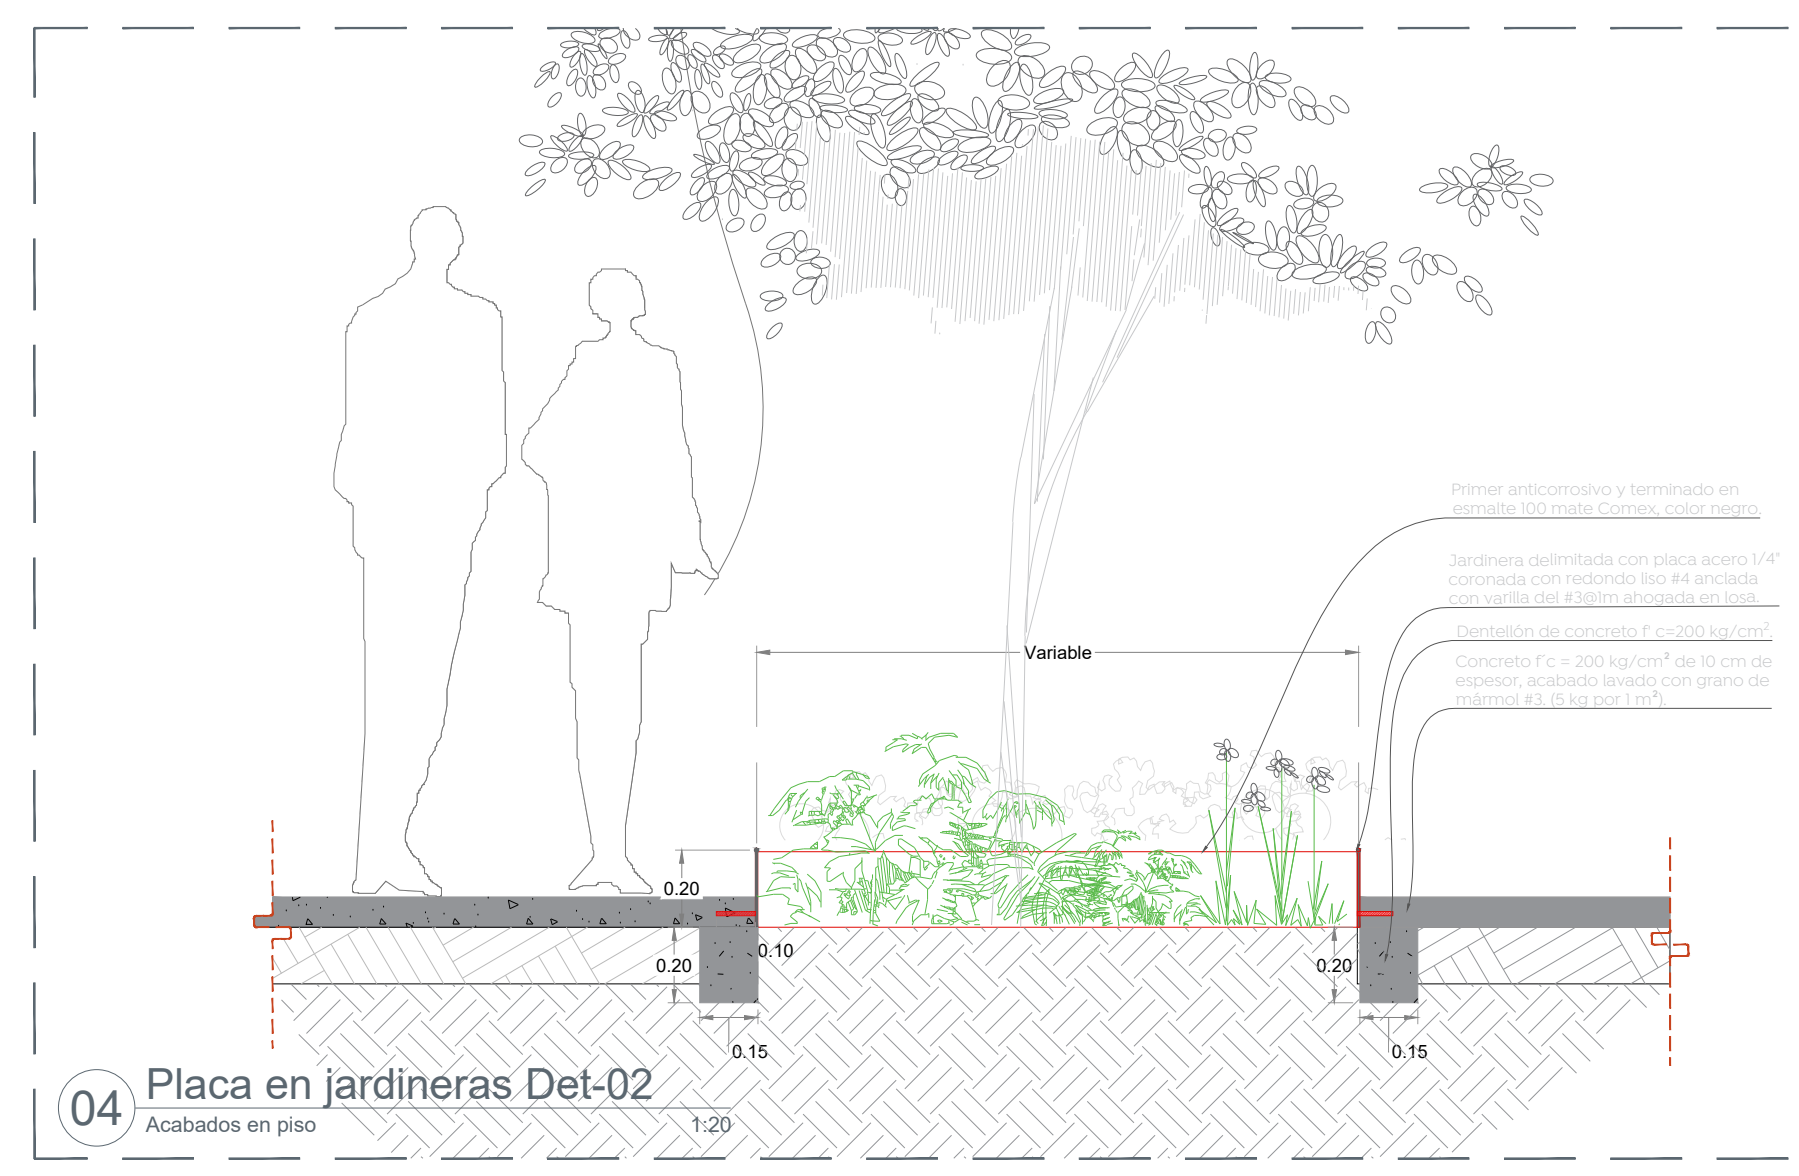 Primer anticorrosivo y terminado en
esmalte 100 mate Comex, color negro.
Jardinera delimitada con placa acero 1/4"
coronada con redondo liso #4 anclada
con varilla del #3@1m ahogada en losa.
Dentellón de concreto f' c=200 kg/cm².
Concreto f´c = 200 kg/cm² de 10 cm de
espesor, acabado lavado con grano de
mármol #3. (5 kg por 1 m²).
Variable
0.20
0.10
0.20
0.20
0.15
0.15
04
Placa en jardineras Det-02
Acabados en piso
1:20